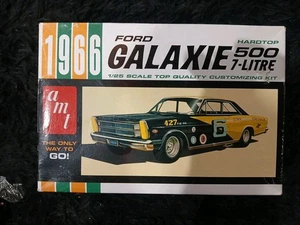 1966
FORD
HARDTOP
GALAXIE 500
7-LITRE
1/25 SCALE TOP QUALITY CUSTOMIZING KIT
amt
427
THE ONLY
WAY TO
GO!